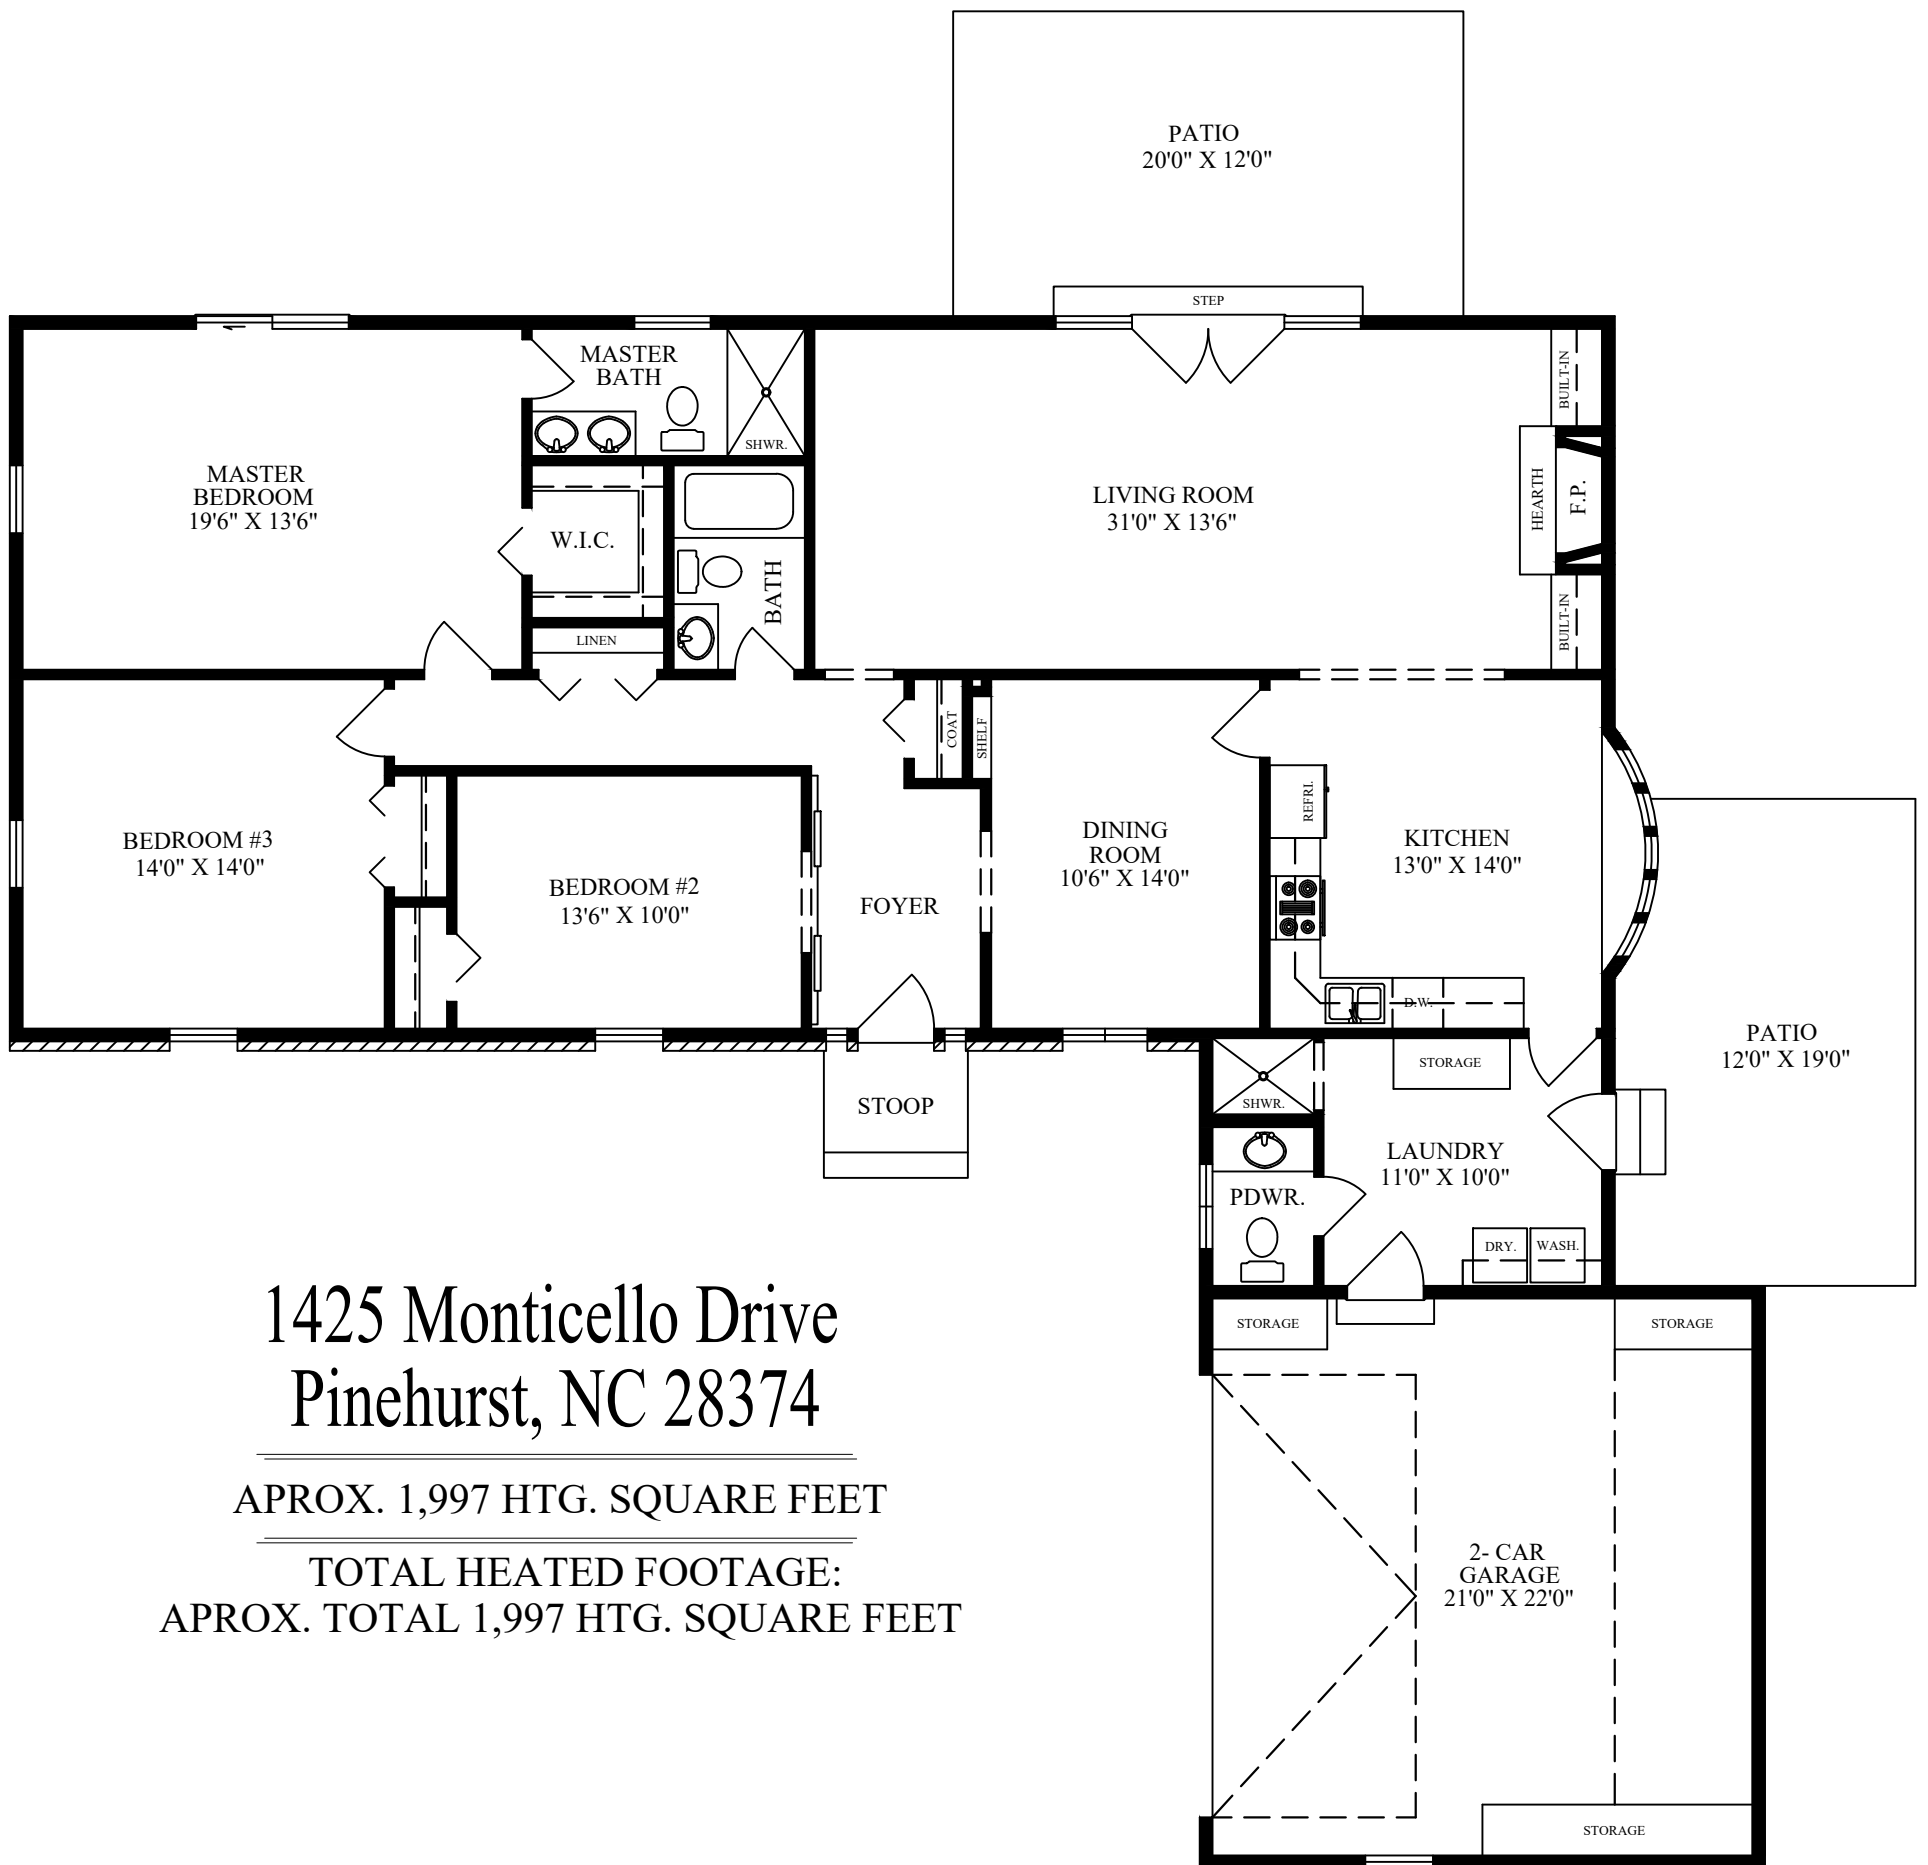 PATIO
20'0" X 12'0"
STEP
MASTER
BATH
SHWR.
BUILT-IN
MASTER
BEDROOM
19'6" X 13'6"
W.I.C.
LIVING ROOM
31'0" X 13'6"
HEARTH
F.P.
BATH
LINEN
BUILT-IN
COAT
SHELF
REFRI.
BEDROOM #3
14'0" X 14'0"
BEDROOM #2
13'6" X 10'0"
FOYER
DINING
ROOM
10'6" X 14'0"
KITCHEN
13'0" X 14'0"
D.W.
PATIO
12'0" X 19'0"
STOOP
SHWR.
STORAGE
LAUNDRY
11'0" X 10'0"
PDWR.
DRY.
WASH.
STORAGE
STORAGE
1425 Monticello Drive
Pinehurst, NC 28374
APROX. 1,997 HTG. SQUARE FEET
TOTAL HEATED FOOTAGE:
APROX. TOTAL 1,997 HTG. SQUARE FEET
2- CAR
GARAGE
21'0" X 22'0"
STORAGE